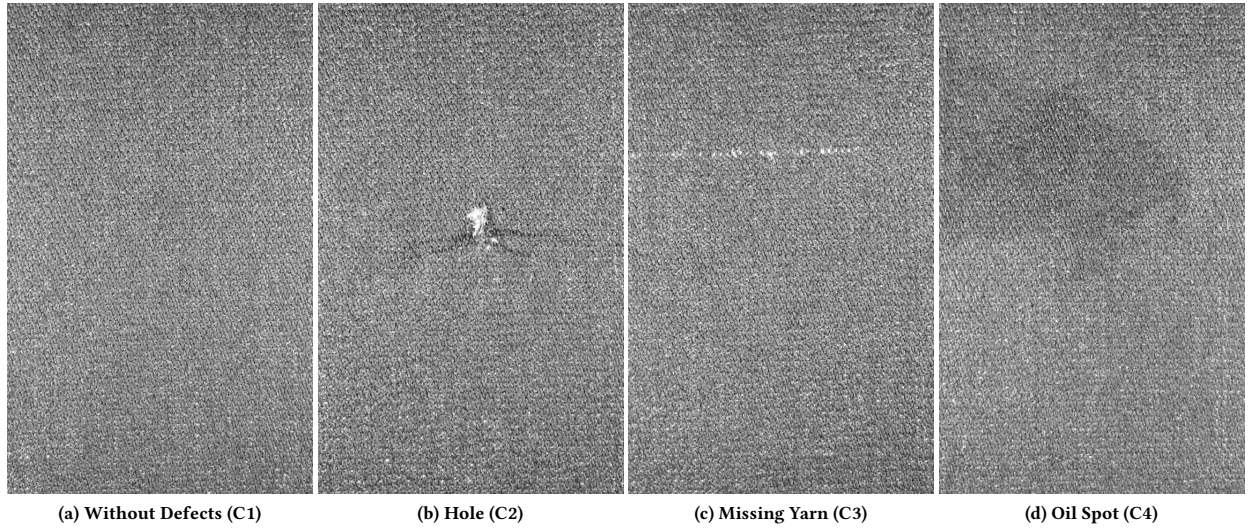 (a) Without Defects (C1)
(b) Hole (C2)
(c) Missing Yarn (C3)
(d) Oil Spot (C4)